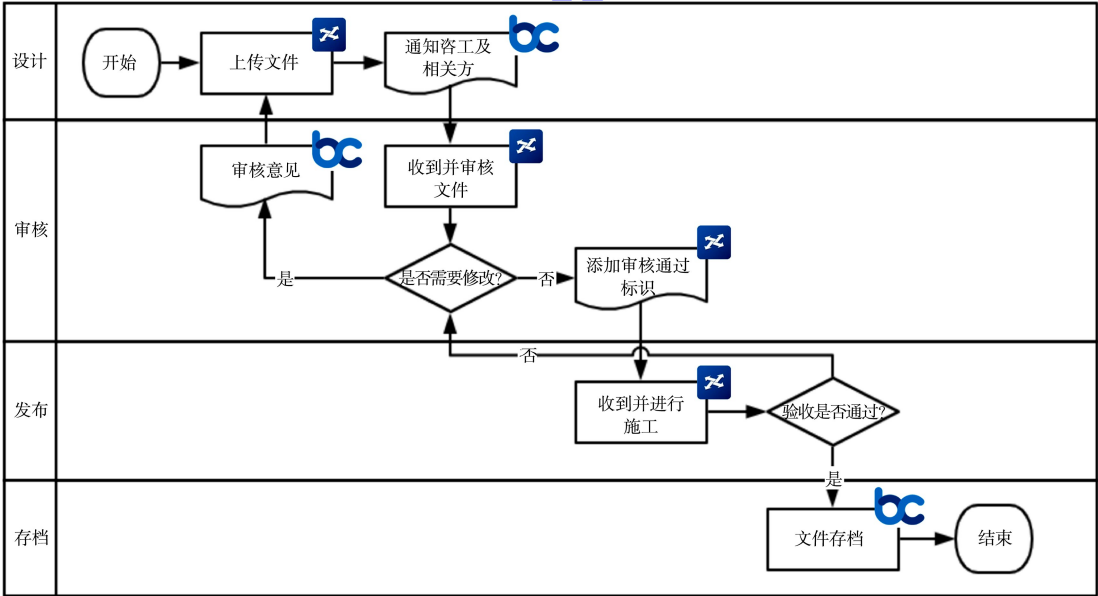 设计
开始
上传文件
通知咨工及
相关方
bc
审核
审核意见
bc
收到并审核
文件
是
是否需要修改?
否
添加审核通过
标识
发布
否
收到并进行
施工
验收是否通过?
是
存档
文件存档
bc
结束